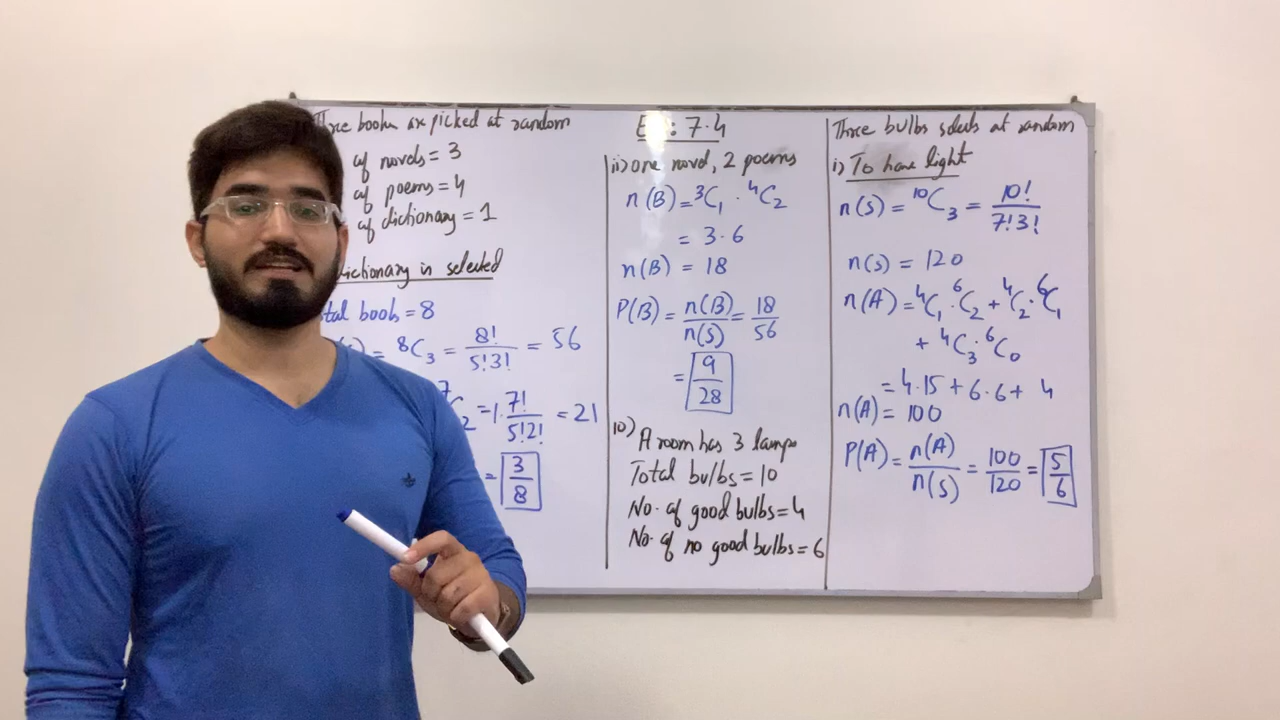 Three books are picked at random
of novels = 3
of poems = 4
of dictionary = 1
Dictionary is selected
tal books = 8
= ⁸C₃ = 8!/5!3! = 56
⁷C₂ = 1·7!/5!2! = 21
= 3/8
Ex: 7.4
ii) one novel, 2 poems
n(B) = ³C₁ · ⁴C₂
= 3·6
n(B) = 18
P(B) = n(B)/n(S) = 18/56
= 9/28
10) A room has 3 lamps
Total bulbs = 10
No. of good bulbs = 4
No. of no good bulbs = 6
Three bulbs selects at random
i) To have light
n(S) = ¹⁰C₃ = 10!/7!3!
n(s) = 120
n(A) = ⁴C₁ · ⁶C₂ + ⁴C₂ · ⁶C₁
+ ⁴C₃ · ⁶C₀
= 4·15 + 6·6 + 4
n(A) = 100
P(A) = n(A)/n(S) = 100/120 = 5/6